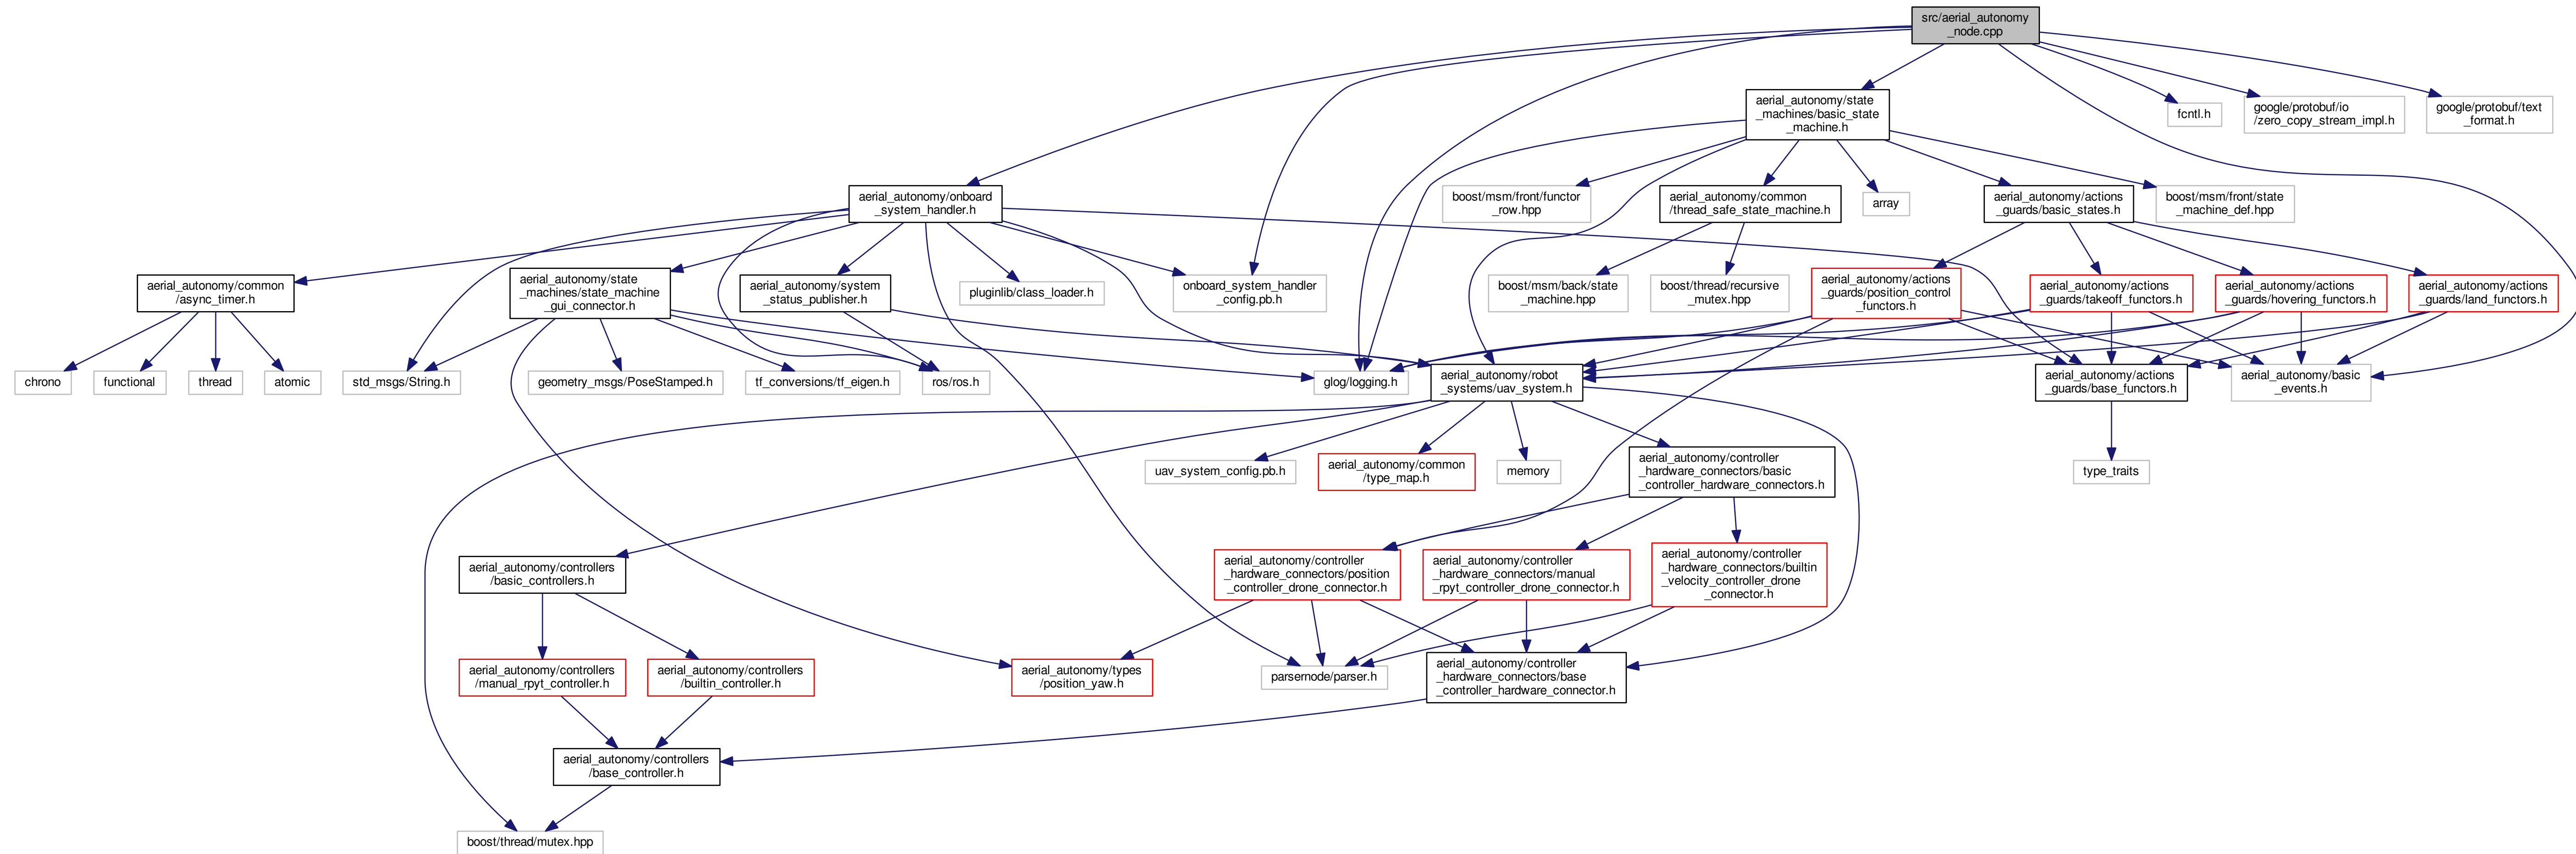 src/aerial_autonomy
_node.cpp
aerial_autonomy/state
_machines/basic_state
_machine.h
fcntl.h
google/protobuf/io
/zero_copy_stream_impl.h
google/protobuf/text
_format.h
aerial_autonomy/onboard
_system_handler.h
boost/msm/front/functor
_row.hpp
aerial_autonomy/common
/thread_safe_state_machine.h
array
aerial_autonomy/actions
_guards/basic_states.h
boost/msm/front/state
_machine_def.hpp
aerial_autonomy/common
/async_timer.h
aerial_autonomy/state
_machines/state_machine
_gui_connector.h
aerial_autonomy/system
_status_publisher.h
pluginlib/class_loader.h
onboard_system_handler
_config.pb.h
boost/msm/back/state
_machine.hpp
boost/thread/recursive
_mutex.hpp
aerial_autonomy/actions
_guards/position_control
_functors.h
aerial_autonomy/actions
_guards/takeoff_functors.h
aerial_autonomy/actions
_guards/hovering_functors.h
aerial_autonomy/actions
_guards/land_functors.h
chrono
functional
thread
atomic
std_msgs/String.h
geometry_msgs/PoseStamped.h
tf_conversions/tf_eigen.h
ros/ros.h
glog/logging.h
aerial_autonomy/robot
_systems/uav_system.h
aerial_autonomy/actions
_guards/base_functors.h
aerial_autonomy/basic
_events.h
uav_system_config.pb.h
aerial_autonomy/common
/type_map.h
memory
aerial_autonomy/controller
_hardware_connectors/basic
_controller_hardware_connectors.h
type_traits
aerial_autonomy/controllers
/basic_controllers.h
aerial_autonomy/controller
_hardware_connectors/position
_controller_drone_connector.h
aerial_autonomy/controller
_hardware_connectors/manual
_rpyt_controller_drone_connector.h
aerial_autonomy/controller
_hardware_connectors/builtin
_velocity_controller_drone
_connector.h
aerial_autonomy/controllers
/manual_rpyt_controller.h
aerial_autonomy/controllers
/builtin_controller.h
aerial_autonomy/types
/position_yaw.h
parsernode/parser.h
aerial_autonomy/controller
_hardware_connectors/base
_controller_hardware_connector.h
aerial_autonomy/controllers
/base_controller.h
boost/thread/mutex.hpp